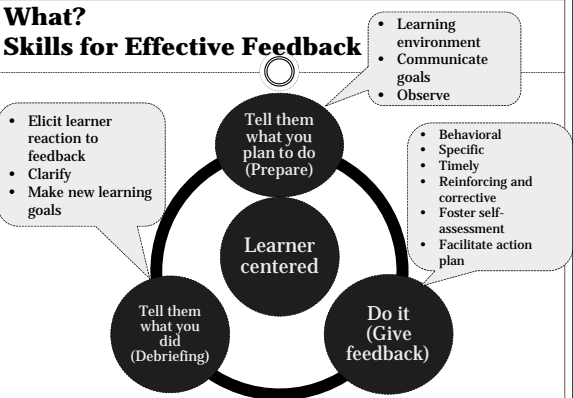 What?
Skills for Effective Feedback
• Learning
environment
• Communicate
goals
• Observe
Tell them
what you
plan to do
(Prepare)
• Elicit learner
reaction to
feedback
• Clarify
• Make new learning
goals
• Behavioral
• Specific
• Timely
• Reinforcing and
corrective
• Foster self-
assessment
• Facilitate action
plan
Learner
centered
Tell them
what you
did
(Debriefing)
Do it
(Give
feedback)